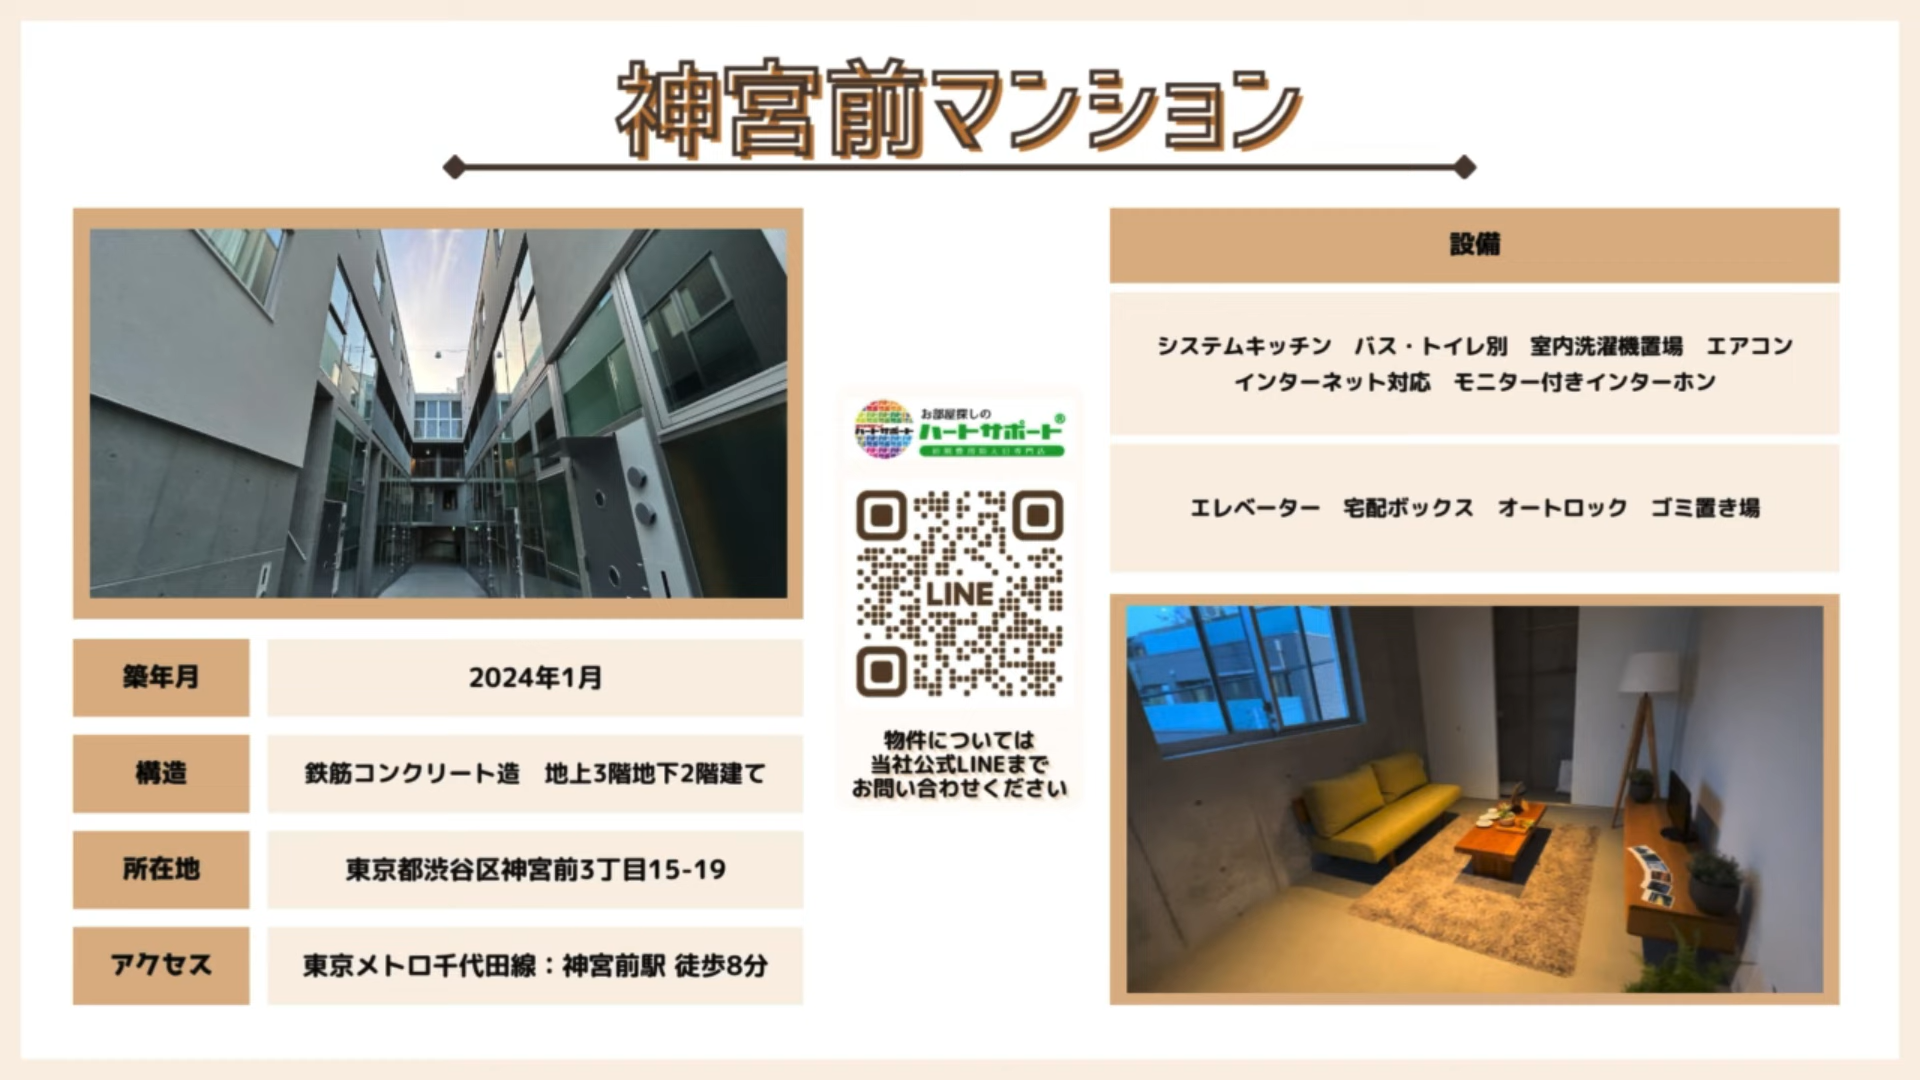 神宮前マンション
築年月
2024年1月
構造
鉄筋コンクリート造　地上3階地下2階建て
所在地
東京都渋谷区神宮前3丁目15-19
アクセス
東京メトロ千代田線：神宮前駅 徒歩8分
お部屋探しの
ハートサポート®
ハートサポート
LINE
物件については
当社公式LINEまで
お問い合わせください
設備
システムキッチン　バス・トイレ別　室内洗濯機置場　エアコン
インターネット対応　モニター付きインターホン
エレベーター　宅配ボックス　オートロック　ゴミ置き場